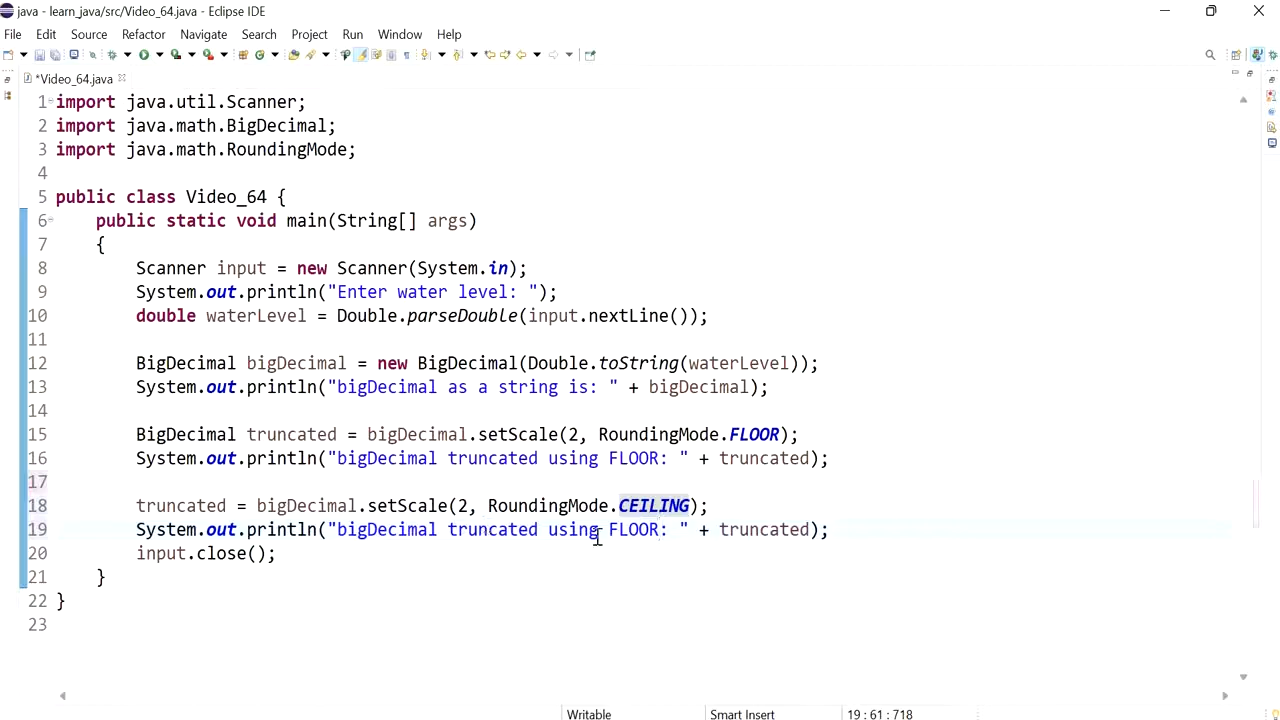 java - learn_java/src/Video_64.java - Eclipse IDE
File Edit Source Refactor Navigate Search Project Run Window Help
*Video_64.java
1 import java.util.Scanner;
2 import java.math.BigDecimal;
3 import java.math.RoundingMode;
4
5 public class Video_64 {
6 public static void main(String[] args)
7 {
8 Scanner input = new Scanner(System.in);
9 System.out.println("Enter water level: ");
10 double waterLevel = Double.parseDouble(input.nextLine());
11
12 BigDecimal bigDecimal = new BigDecimal(Double.toString(waterLevel));
13 System.out.println("bigDecimal as a string is: " + bigDecimal);
14
15 BigDecimal truncated = bigDecimal.setScale(2, RoundingMode.FLOOR);
16 System.out.println("bigDecimal truncated using FLOOR: " + truncated);
17
18 truncated = bigDecimal.setScale(2, RoundingMode.CEILING);
19 System.out.println("bigDecimal truncated using FLOOR: " + truncated);
20 input.close();
21 }
22 }
23
Writable Smart Insert 19 : 61 : 718